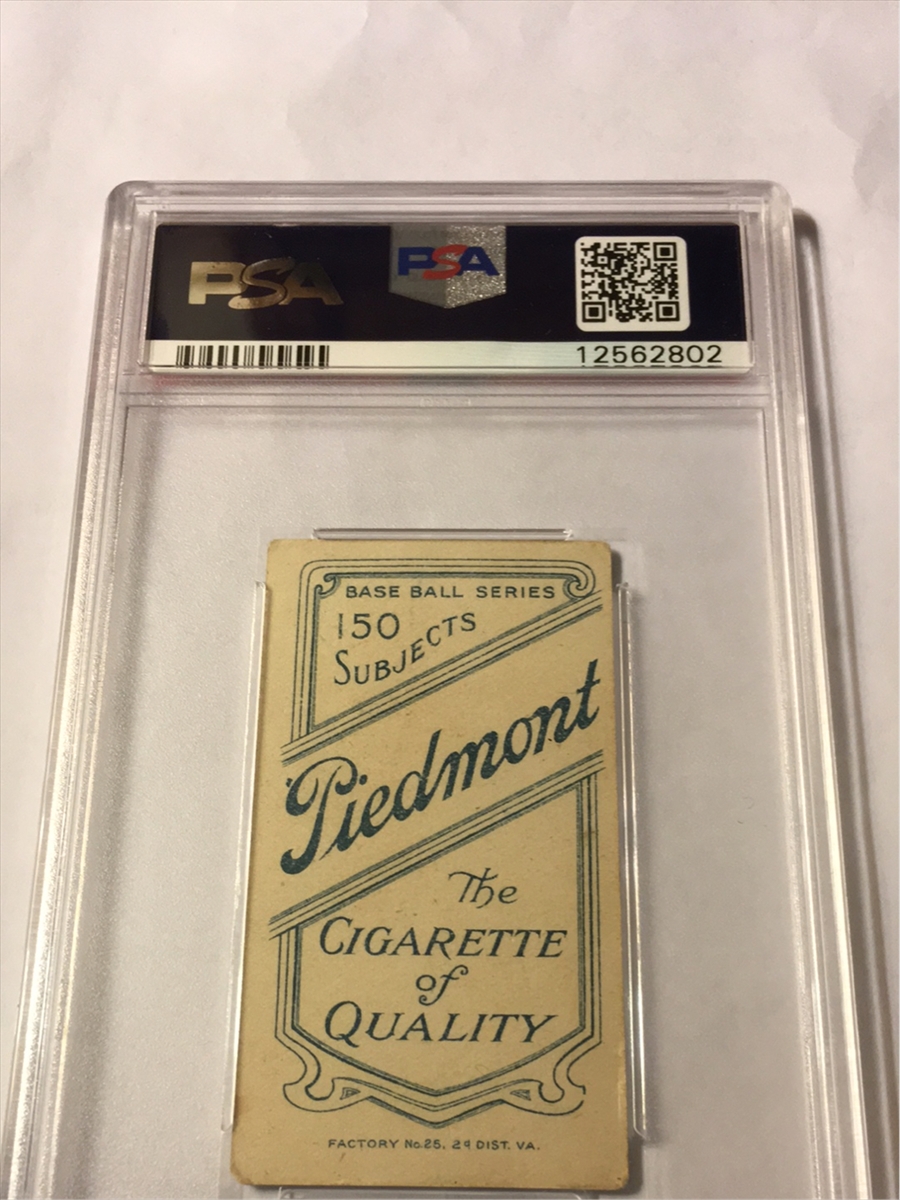 PSA
PSA
12562802
BASE BALL SERIES
150
SUBJECTS
Piedmont
The
CIGARETTE
of
QUALITY
FACTORY No. 25. 2d DIST. VA.